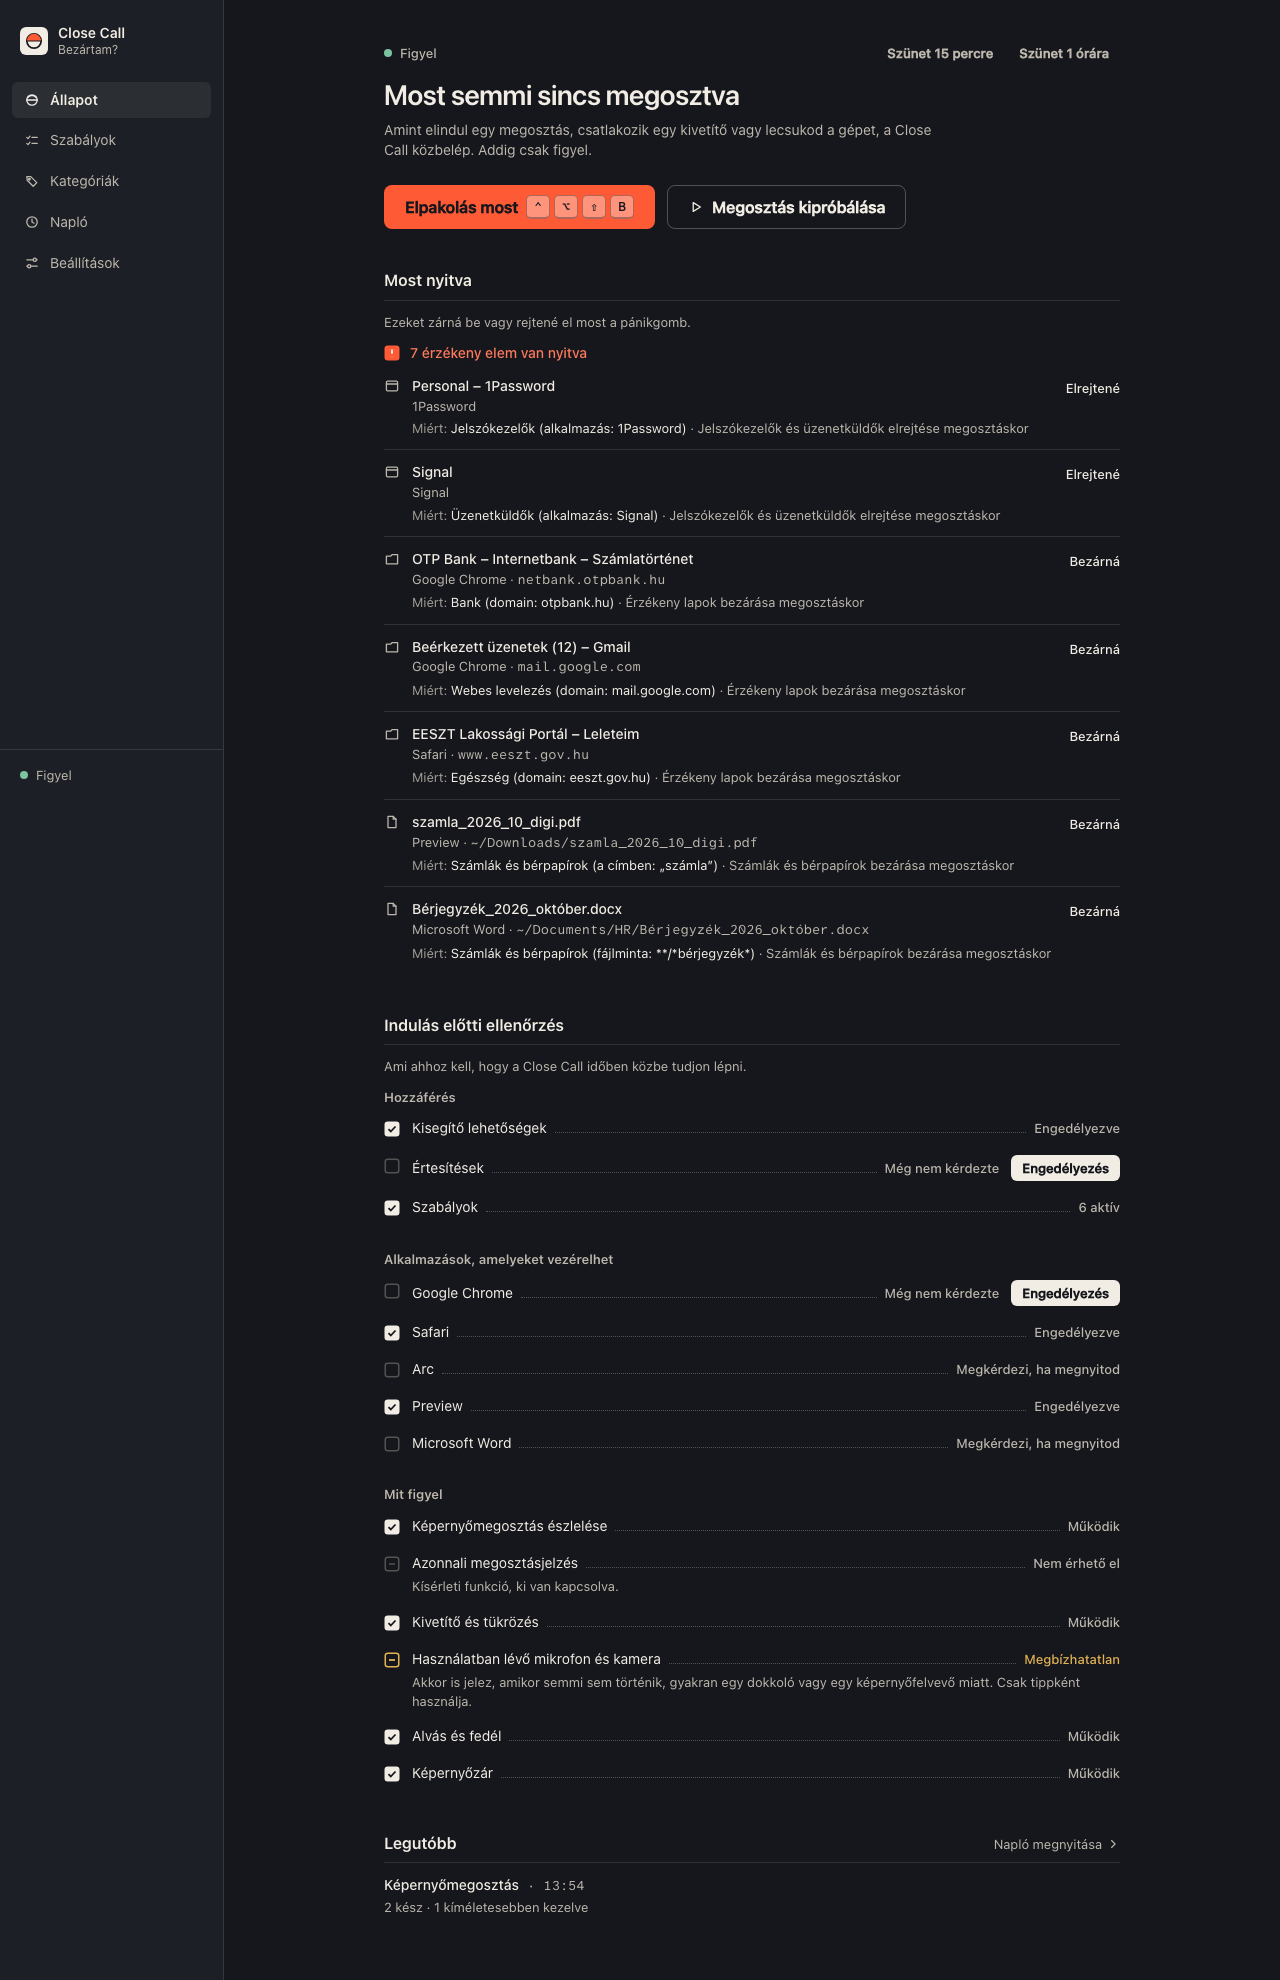 Close Call
Bezártam?
Állapot
Szabályok
Kategóriák
Napló
Beállítások
Figyel
Figyel
Szünet 15 percre
Szünet 1 órára
Most semmi sincs megosztva
Amint elindul egy megosztás, csatlakozik egy kivetítő vagy lecsukod a gépet, a Close
Call közbelép. Addig csak figyel.
Elpakolás most ⌃ ⌥ ⇧ B
Megosztás kipróbálása
Most nyitva
Ezeket zárná be vagy rejtené el most a pánikgomb.
7 érzékeny elem van nyitva
Personal – 1Password
Elrejtené
1Password
Miért: Jelszókezelők (alkalmazás: 1Password) · Jelszókezelők és üzenetküldők elrejtése megosztáskor
Signal
Elrejtené
Signal
Miért: Üzenetküldők (alkalmazás: Signal) · Jelszókezelők és üzenetküldők elrejtése megosztáskor
OTP Bank – Internetbank – Számlatörténet
Bezárná
Google Chrome · netbank.otpbank.hu
Miért: Bank (domain: otpbank.hu) · Érzékeny lapok bezárása megosztáskor
Beérkezett üzenetek (12) – Gmail
Bezárná
Google Chrome · mail.google.com
Miért: Webes levelezés (domain: mail.google.com) · Érzékeny lapok bezárása megosztáskor
EESZT Lakossági Portál – Leleteim
Bezárná
Safari · www.eeszt.gov.hu
Miért: Egészség (domain: eeszt.gov.hu) · Érzékeny lapok bezárása megosztáskor
szamla_2026_10_digi.pdf
Bezárná
Preview · ~/Downloads/szamla_2026_10_digi.pdf
Miért: Számlák és bérpapírok (a címben: „számla”) · Számlák és bérpapírok bezárása megosztáskor
Bérjegyzék_2026_október.docx
Bezárná
Microsoft Word · ~/Documents/HR/Bérjegyzék_2026_október.docx
Miért: Számlák és bérpapírok (fájlminta: **/*bérjegyzék*) · Számlák és bérpapírok bezárása megosztáskor
Indulás előtti ellenőrzés
Ami ahhoz kell, hogy a Close Call időben közbe tudjon lépni.
Hozzáférés
Kisegítő lehetőségek
Engedélyezve
Értesítések
Még nem kérdezte
Engedélyezés
Szabályok
6 aktív
Alkalmazások, amelyeket vezérelhet
Google Chrome
Még nem kérdezte
Engedélyezés
Safari
Engedélyezve
Arc
Megkérdezi, ha megnyitod
Preview
Engedélyezve
Microsoft Word
Megkérdezi, ha megnyitod
Mit figyel
Képernyőmegosztás észlelése
Működik
Azonnali megosztásjelzés
Nem érhető el
Kísérleti funkció, ki van kapcsolva.
Kivetítő és tükrözés
Működik
Használatban lévő mikrofon és kamera
Megbízhatatlan
Akkor is jelez, amikor semmi sem történik, gyakran egy dokkoló vagy egy képernyőfelvevő miatt. Csak tippként
használja.
Alvás és fedél
Működik
Képernyőzár
Működik
Legutóbb
Napló megnyitása
Képernyőmegosztás · 13:54
2 kész · 1 kíméletesebben kezelve